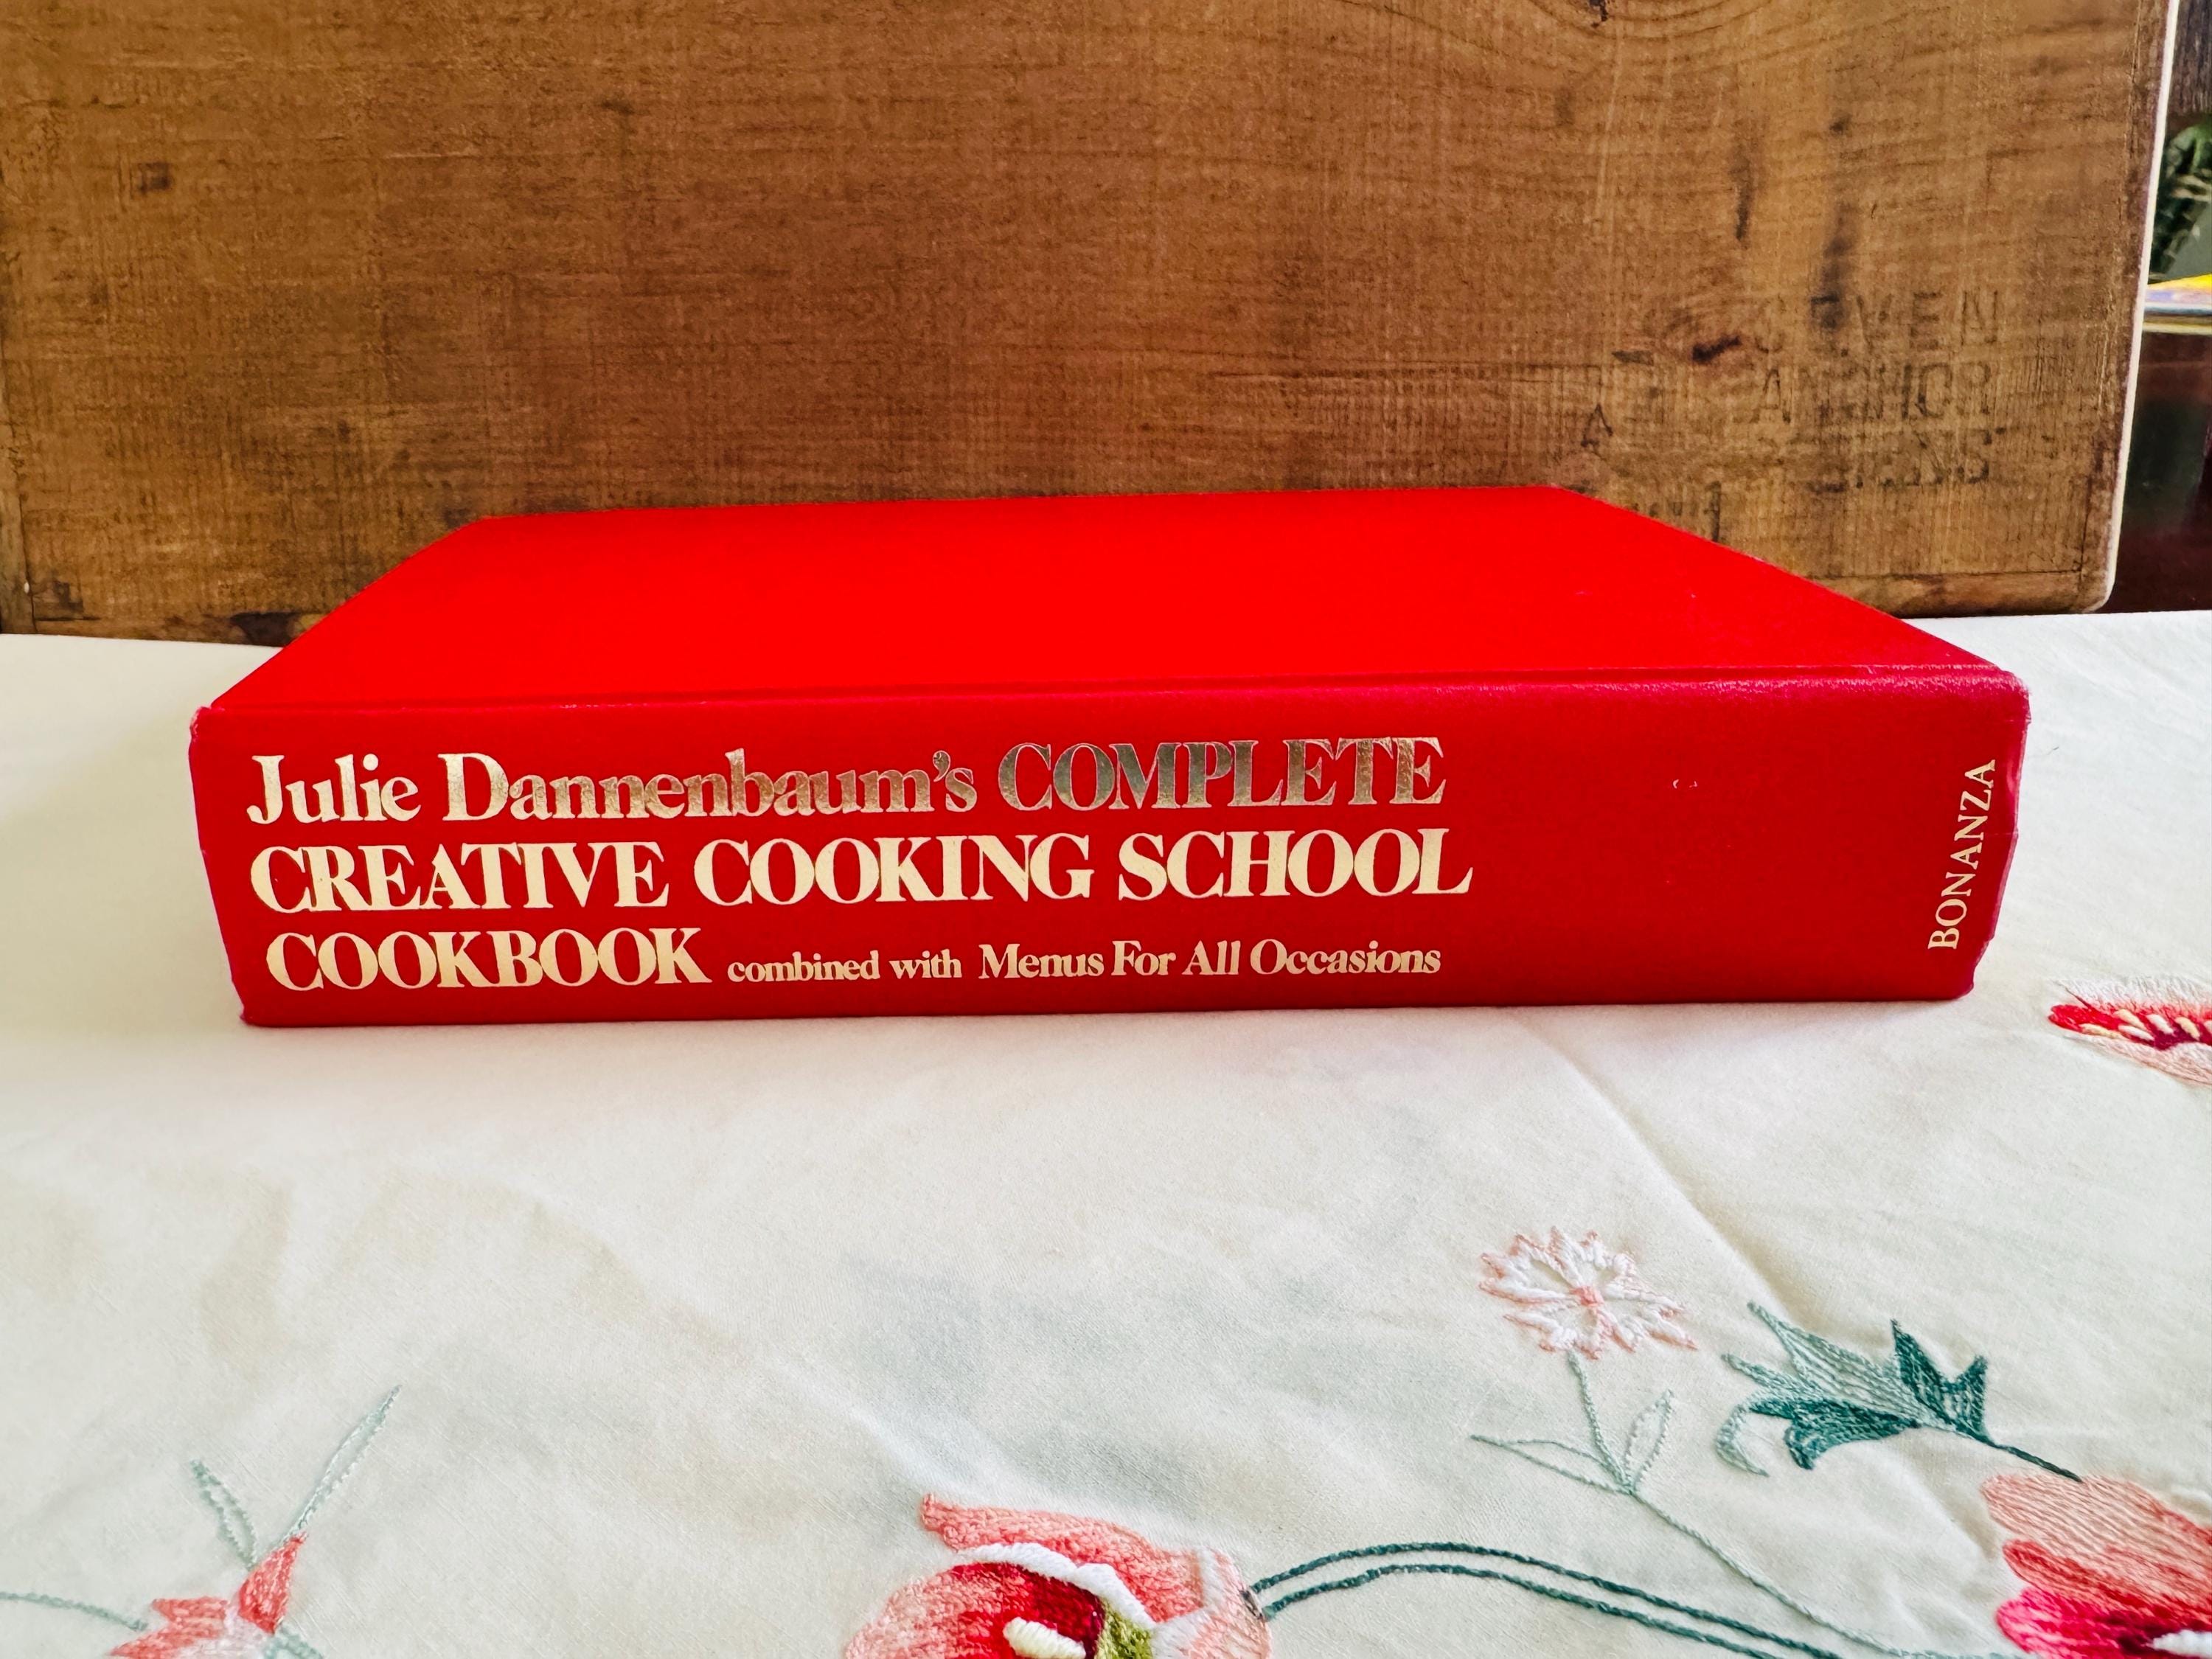 Julie Dannenbaum's COMPLETE
CREATIVE COOKING SCHOOL
COOKBOOK combined with Menus For All Occasions
BONANZA